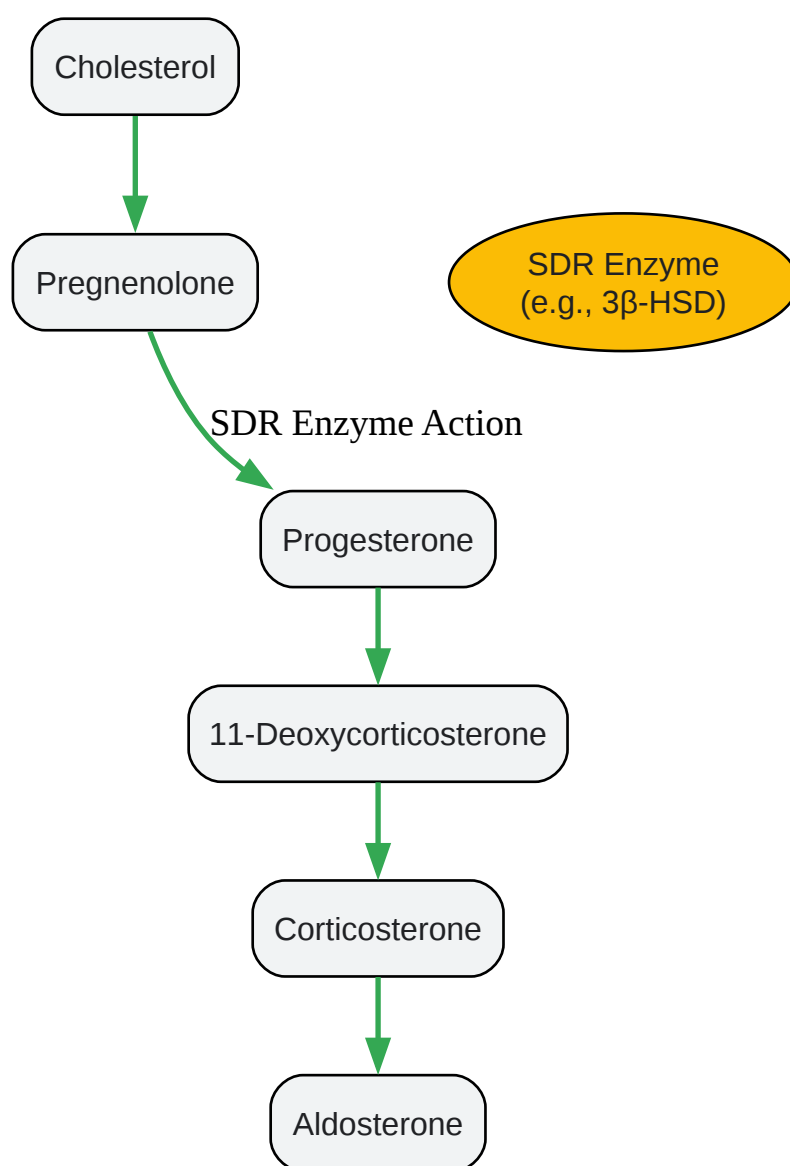 Cholesterol
Pregnenolone
SDR Enzyme
(e.g., 3β-HSD)
SDR Enzyme Action
Progesterone
11-Deoxycorticosterone
Corticosterone
Aldosterone